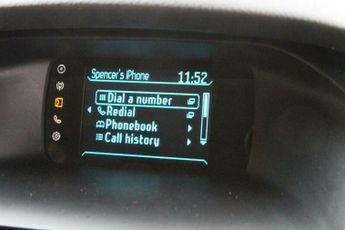 Spencer's iPhone 11:52
Dial a number
Redial
Phonebook
Call history